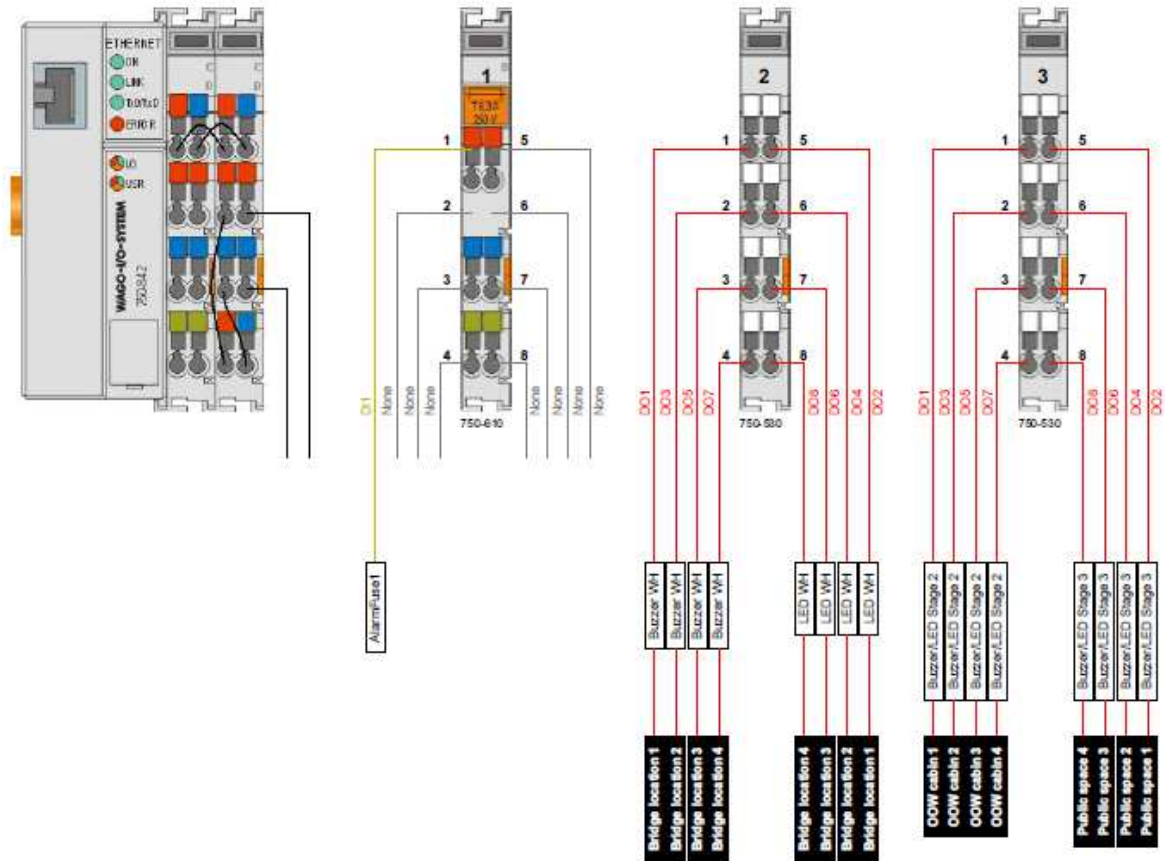 ETHERNET
ON
LINK
ERROR
I/O
USR
WAGO-I/O-SYSTEM
750-842
C
D
C
D
1
250 V
1
5
2
6
3
7
4
8
DI1
None
None
None
None
None
None
None
750-610
AlarmFuse1
2
1
5
2
6
3
7
4
8
DO1
DO3
DO5
DO7
DO8
DO6
DO4
DO2
750-530
Buzzer WH
Buzzer WH
Buzzer WH
Buzzer WH
LED WH
LED WH
LED WH
LED WH
Bridge location 1
Bridge location 2
Bridge location 3
Bridge location 4
Bridge location 4
Bridge location 3
Bridge location 2
Bridge location 1
3
1
5
2
6
3
7
4
8
DO1
DO3
DO5
DO7
DO8
DO6
DO4
DO2
750-530
Buzzer/LED Stage 2
Buzzer/LED Stage 2
Buzzer/LED Stage 2
Buzzer/LED Stage 2
Buzzer/LED Stage 3
Buzzer/LED Stage 3
Buzzer/LED Stage 3
Buzzer/LED Stage 3
OOW cabin 1
OOW cabin 2
OOW cabin 3
OOW cabin 4
Public space 4
Public space 3
Public space 2
Public space 1